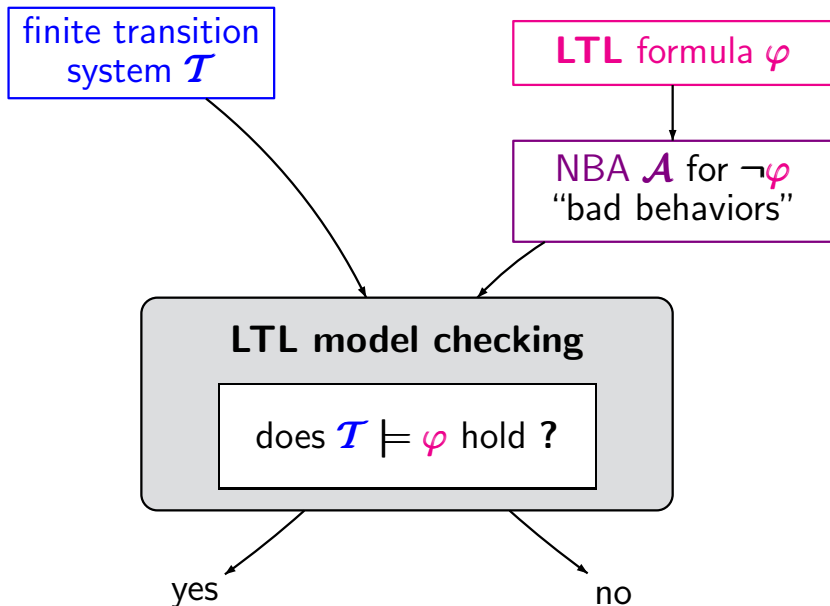 finite transition
system 𝓣
LTL formula φ
NBA 𝓐 for ¬φ
“bad behaviors”
LTL model checking
does 𝓣 ⊨ φ hold ?
yes
no